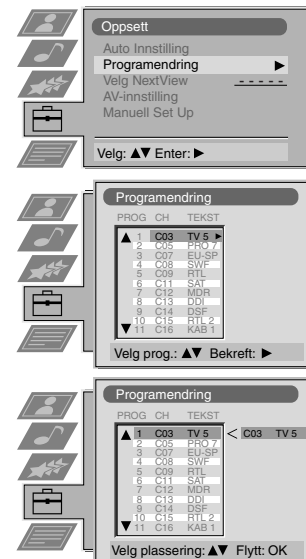 Oppsett
Auto Innstilling
Programendring ▶
Velg NextView - - - - -
AV-innstilling
Manuell Set Up
Velg: ▲▼ Enter: ▶
Programendring
PROG CH TEKST
▲ 1 C03 TV 5 ▶
2 C05 PRO 7
3 C07 EU-SP
4 C08 SWF
5 C09 RTL
6 C11 SAT
7 C12 MDR
8 C13 DDI
9 C14 DSF
10 C15 RTL 2
▼ 11 C16 KAB 1
Velg prog.: ▲▼ Bekreft: ▶
Programendring
PROG CH TEKST
▲ 1 C03 TV 5 < C03 TV 5
2 C05 PRO 7
3 C07 EU-SP
4 C08 SWF
5 C09 RTL
6 C11 SAT
7 C12 MDR
8 C13 DDI
9 C14 DSF
10 C15 RTL 2
▼ 11 C16 KAB 1
Velg plassering: ▲▼ Flytt: OK